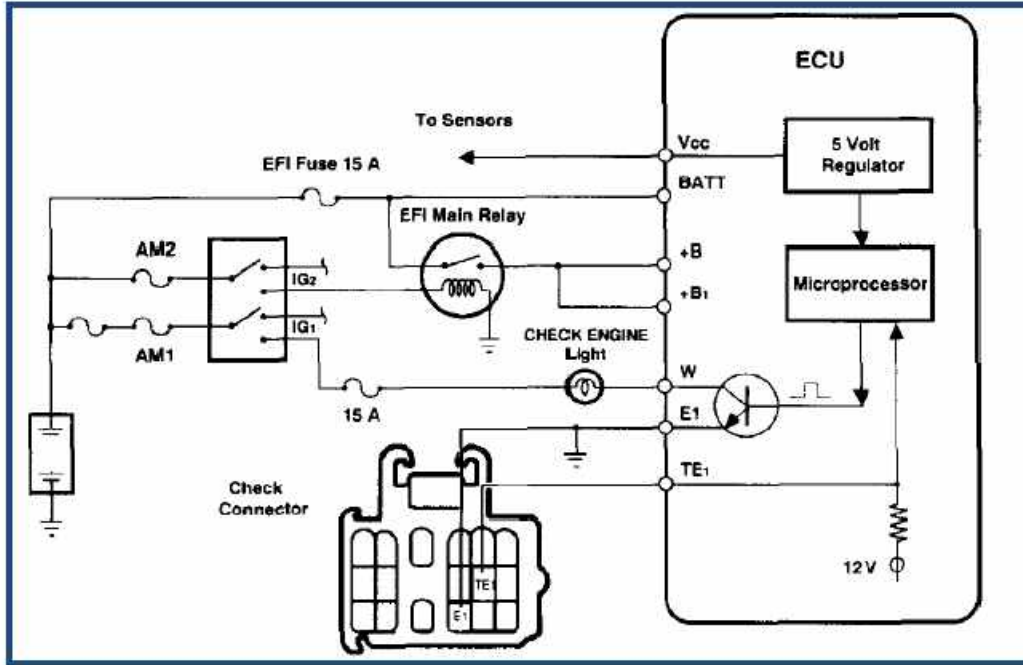 ECU
To Sensors
Vcc
5 Volt
Regulator
EFI Fuse 15 A
BATT
EFI Main Relay
AM2
+B
IG2
Microprocessor
+B1
IG1
AM1
CHECK ENGINE
Light
W
15 A
E1
TE1
Check
Connector
12 V
TE1
E1